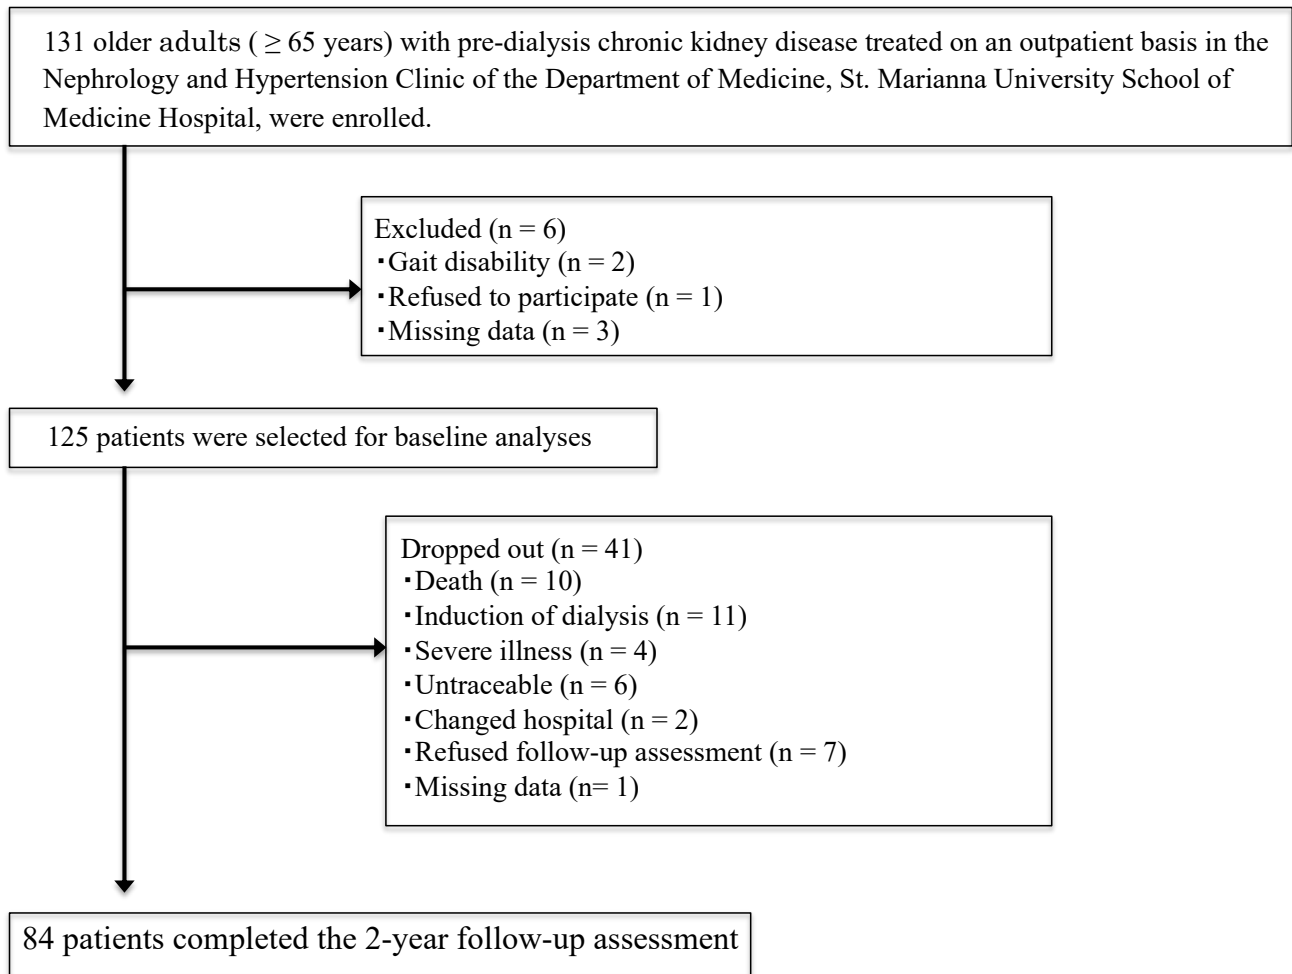 131 older adults ( ≥ 65 years) with pre-dialysis chronic kidney disease treated on an outpatient basis in the
Nephrology and Hypertension Clinic of the Department of Medicine, St. Marianna University School of
Medicine Hospital, were enrolled.
Excluded (n = 6)
・Gait disability (n = 2)
・Refused to participate (n = 1)
・Missing data (n = 3)
125 patients were selected for baseline analyses
Dropped out (n = 41)
・Death (n = 10)
・Induction of dialysis (n = 11)
・Severe illness (n = 4)
・Untraceable (n = 6)
・Changed hospital (n = 2)
・Refused follow-up assessment (n = 7)
・Missing data (n= 1)
84 patients completed the 2-year follow-up assessment